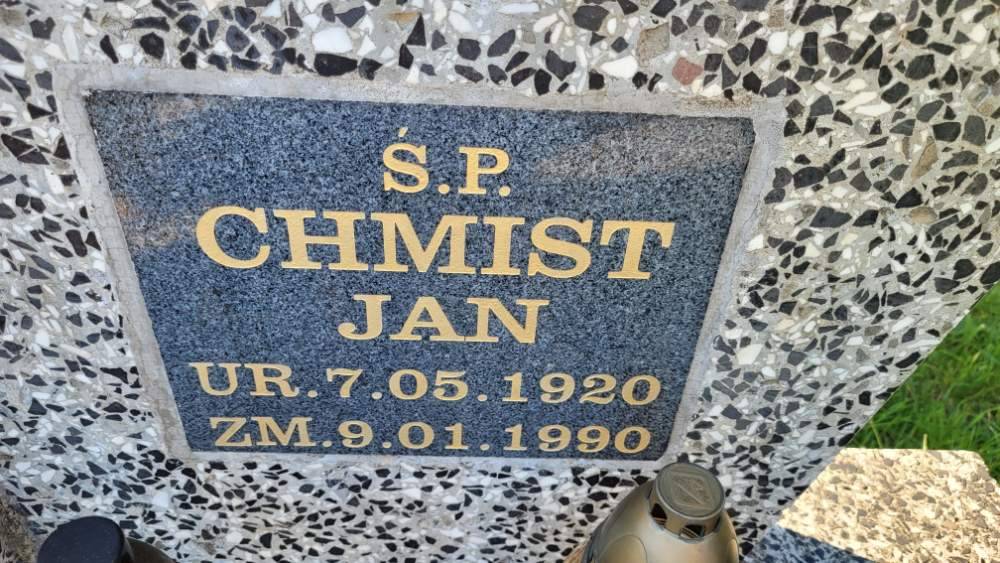 Ś.P.
CHMIST
JAN
UR.7.05.1920
ZM.9.01.1990